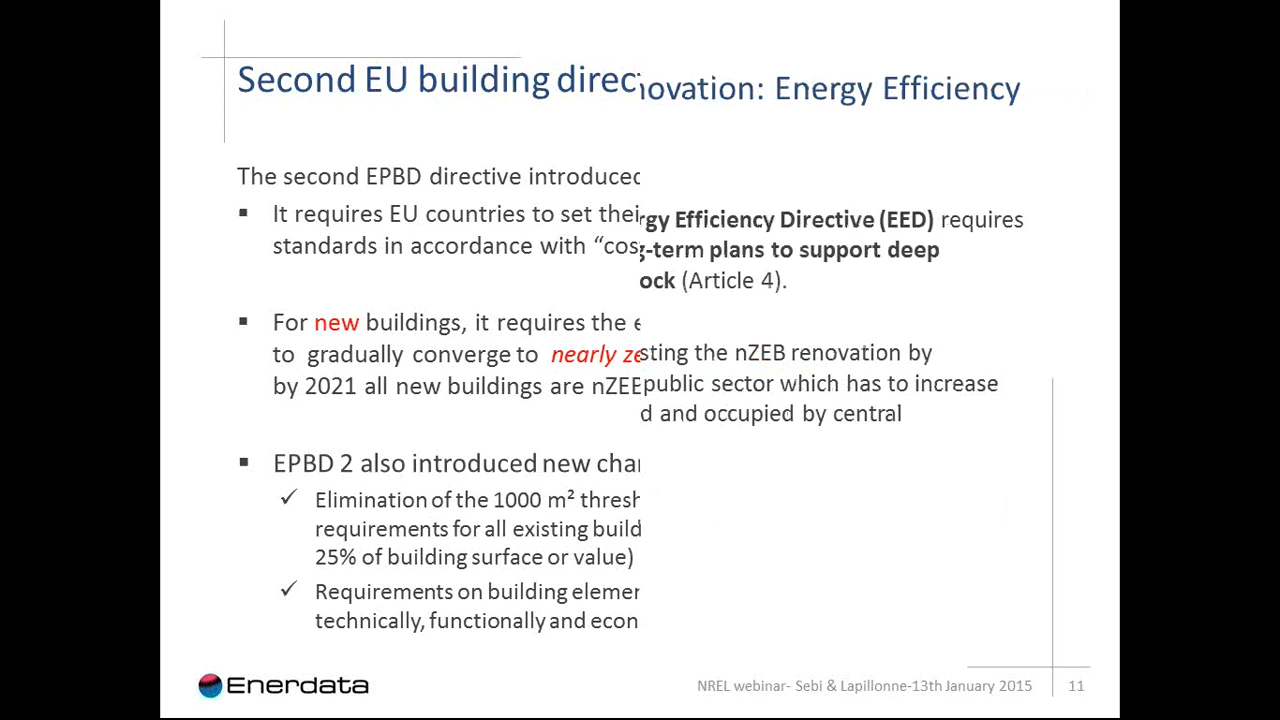 Second EU building direc
novation: Energy Efficiency
The second EPBD directive introduced
▪ It requires EU countries to set thei
standards in accordance with “cos
rgy Efficiency Directive (EED) requires
g-term plans to support deep
ock (Article 4).
▪ For new buildings, it requires the e
to gradually converge to nearly ze
by 2021 all new buildings are nZEB
sting the nZEB renovation by
public sector which has to increase
d and occupied by central
▪ EPBD 2 also introduced new cha
✓ Elimination of the 1000 m² thresh
requirements for all existing build
25% of building surface or value)
✓ Requirements on building elemen
technically, functionally and econ
Enerdata
NREL webinar- Sebi & Lapillonne-13th January 2015
11